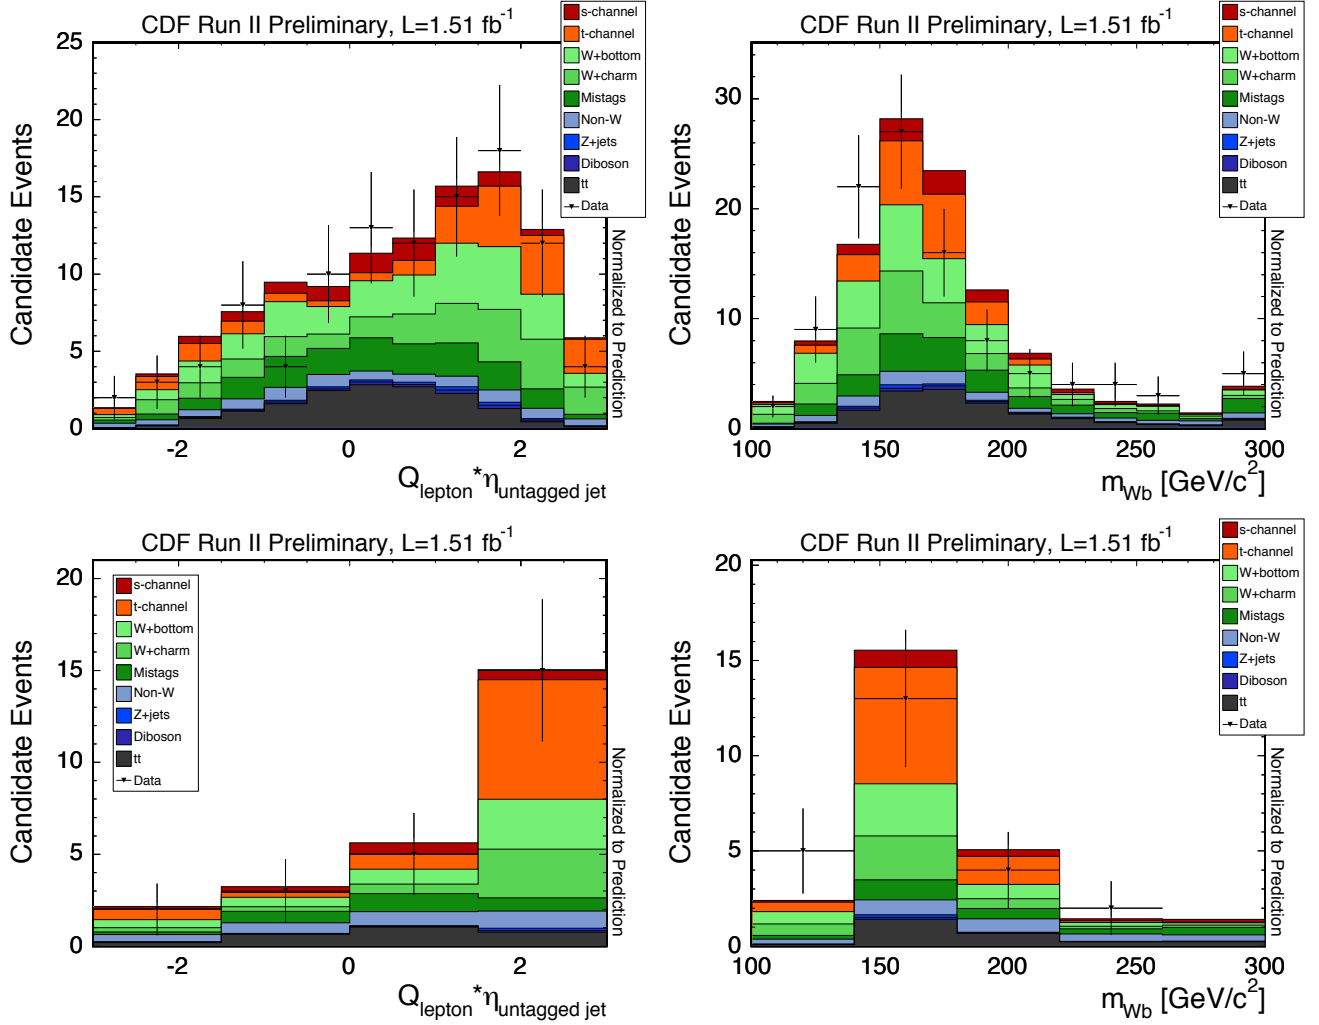 CDF Run II Preliminary, L=1.51 fb⁻¹
25
20
15
10
5
0
Candidate Events
-2
0
2
Q_lepton*η_untagged jet
s-channel
t-channel
W+bottom
W+charm
Mistags
Non-W
Z+jets
Diboson
tt
Data
Normalized to Prediction
CDF Run II Preliminary, L=1.51 fb⁻¹
30
20
10
0
Candidate Events
100
150
200
250
300
m_Wb [GeV/c²]
s-channel
t-channel
W+bottom
W+charm
Mistags
Non-W
Z+jets
Diboson
tt
Data
Normalized to Prediction
CDF Run II Preliminary, L=1.51 fb⁻¹
20
15
10
5
0
Candidate Events
s-channel
t-channel
W+bottom
W+charm
Mistags
Non-W
Z+jets
Diboson
tt
Data
-2
0
2
Q_lepton*η_untagged jet
Normalized to Prediction
CDF Run II Preliminary, L=1.51 fb⁻¹
20
15
10
5
0
Candidate Events
100
150
200
250
300
m_Wb [GeV/c²]
s-channel
t-channel
W+bottom
W+charm
Mistags
Non-W
Z+jets
Diboson
tt
Data
Normalized to Prediction